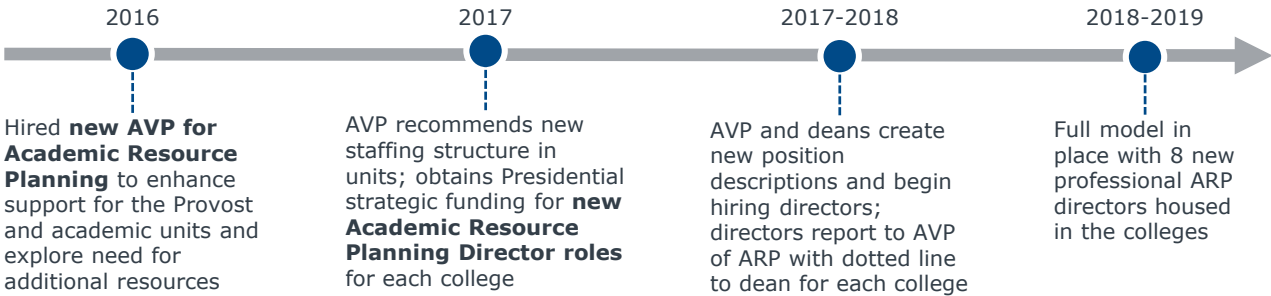 2016
Hired new AVP for
Academic Resource
Planning to enhance
support for the Provost
and academic units and
explore need for
additional resources
2017
AVP recommends new
staffing structure in
units; obtains Presidential
strategic funding for new
Academic Resource
Planning Director roles
for each college
2017-2018
AVP and deans create
new position
descriptions and begin
hiring directors;
directors report to AVP
of ARP with dotted line
to dean for each college
2018-2019
Full model in
place with 8 new
professional ARP
directors housed
in the colleges